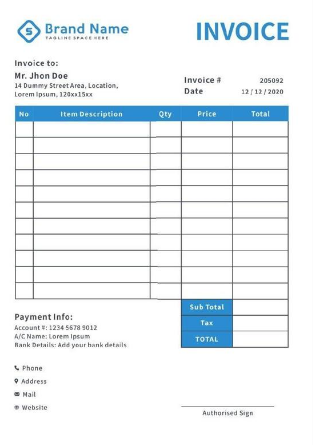 S
Brand Name
TAGLINE SPACE HERE
INVOICE
Invoice to:
Mr. Jhon Doe
14 Dummy Street Area, Location,
Lorem Ipsum, 120xx15xx
Invoice # 205092
Date 12 / 12 / 2020
No Item Description Qty Price Total
Sub Total
Tax
TOTAL
Payment Info:
Account #: 1234 5678 9012
A/C Name: Lorem Ipsum
Bank Details: Add your bank details
Phone
Address
Mail
Website
Authorised Sign